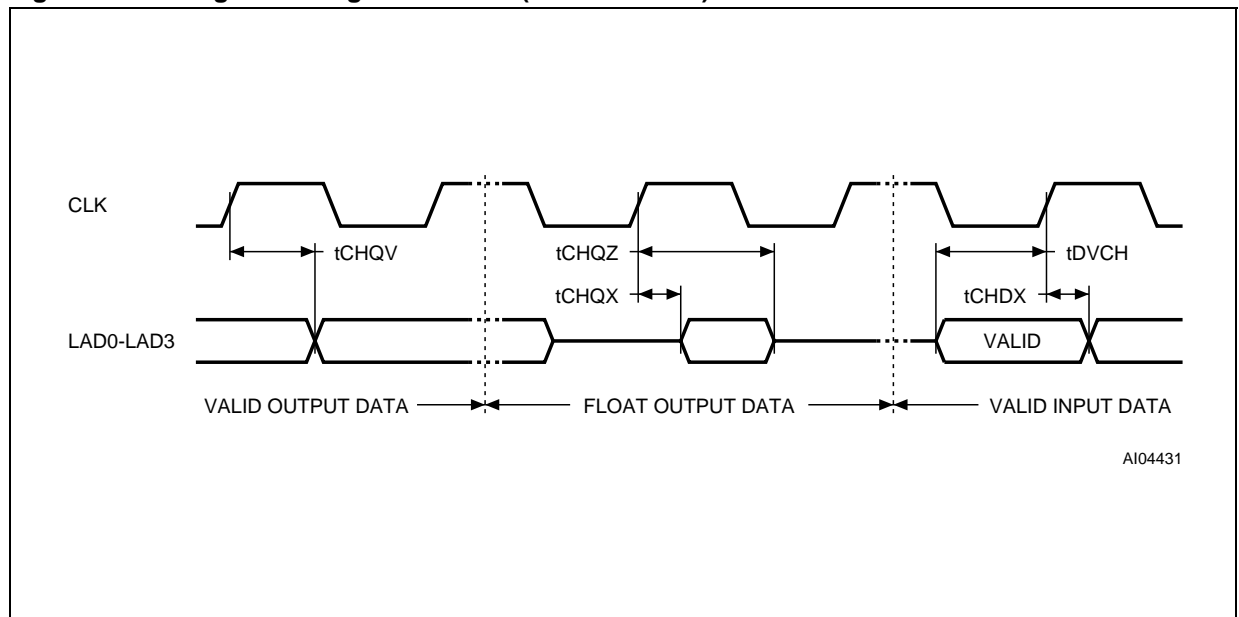 CLK
tCHQV
tCHQZ
tDVCH
tCHQX
tCHDX
LAD0-LAD3
VALID
VALID OUTPUT DATA
FLOAT OUTPUT DATA
VALID INPUT DATA
AI04431